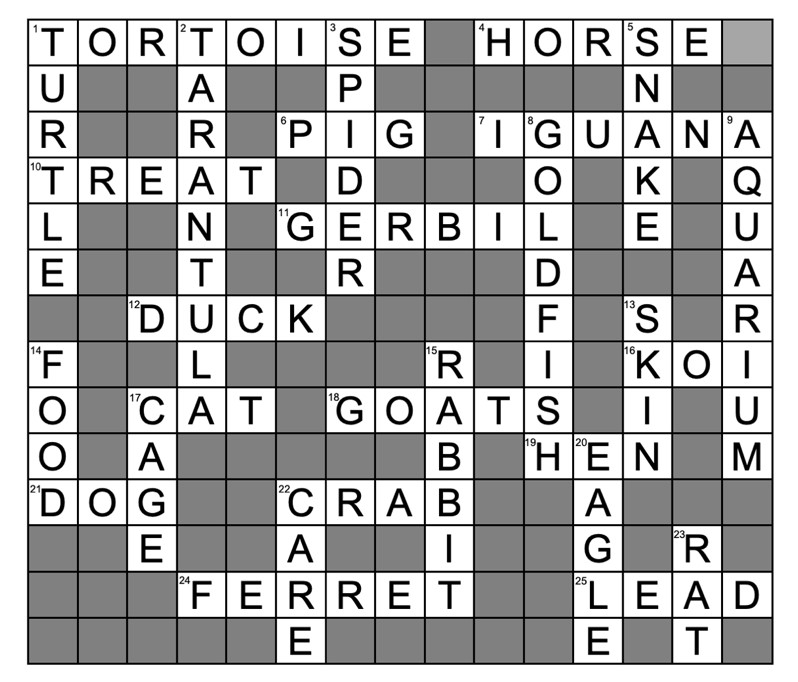 1 T O R 2 T O I 3 S E 4 H O R 5 S E
U A P N
R R 6 P I G 7 I 8 G U A N 9 A
10 T R E A T D O K Q
L N 11 G E R B I L E U
E T R D A
12 D U C K F 13 S R
14 F L 15 R I 16 K O I
O 17 C A T 18 G O A T S I U
O A B 19 H 20 E N M
21 D O G 22 C R A B A
E A I G 23 R
24 F E R R E T 25 L E A D
E E T